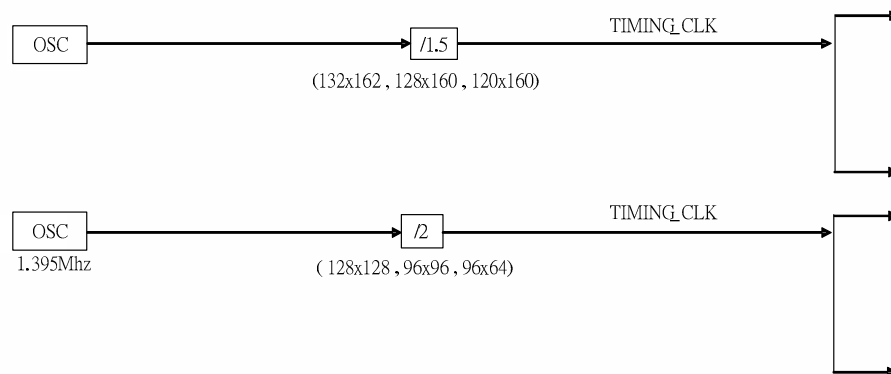 TIMING_CLK
OSC
/1.5
(132x162 , 128x160 , 120x160)
TIMING_CLK
OSC
/2
1.395Mhz
( 128x128 , 96x96 , 96x64)